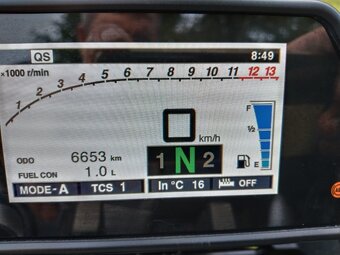 QS 8:49
×1000 r/min
1 2 3 4 5 6 7 8 9 10 11 12 13
0 km/h
F
1/2
E
ODO 6653 km
FUEL CON 1.0 L
1 N 2
MODE-A TCS 1 In °C 16 OFF